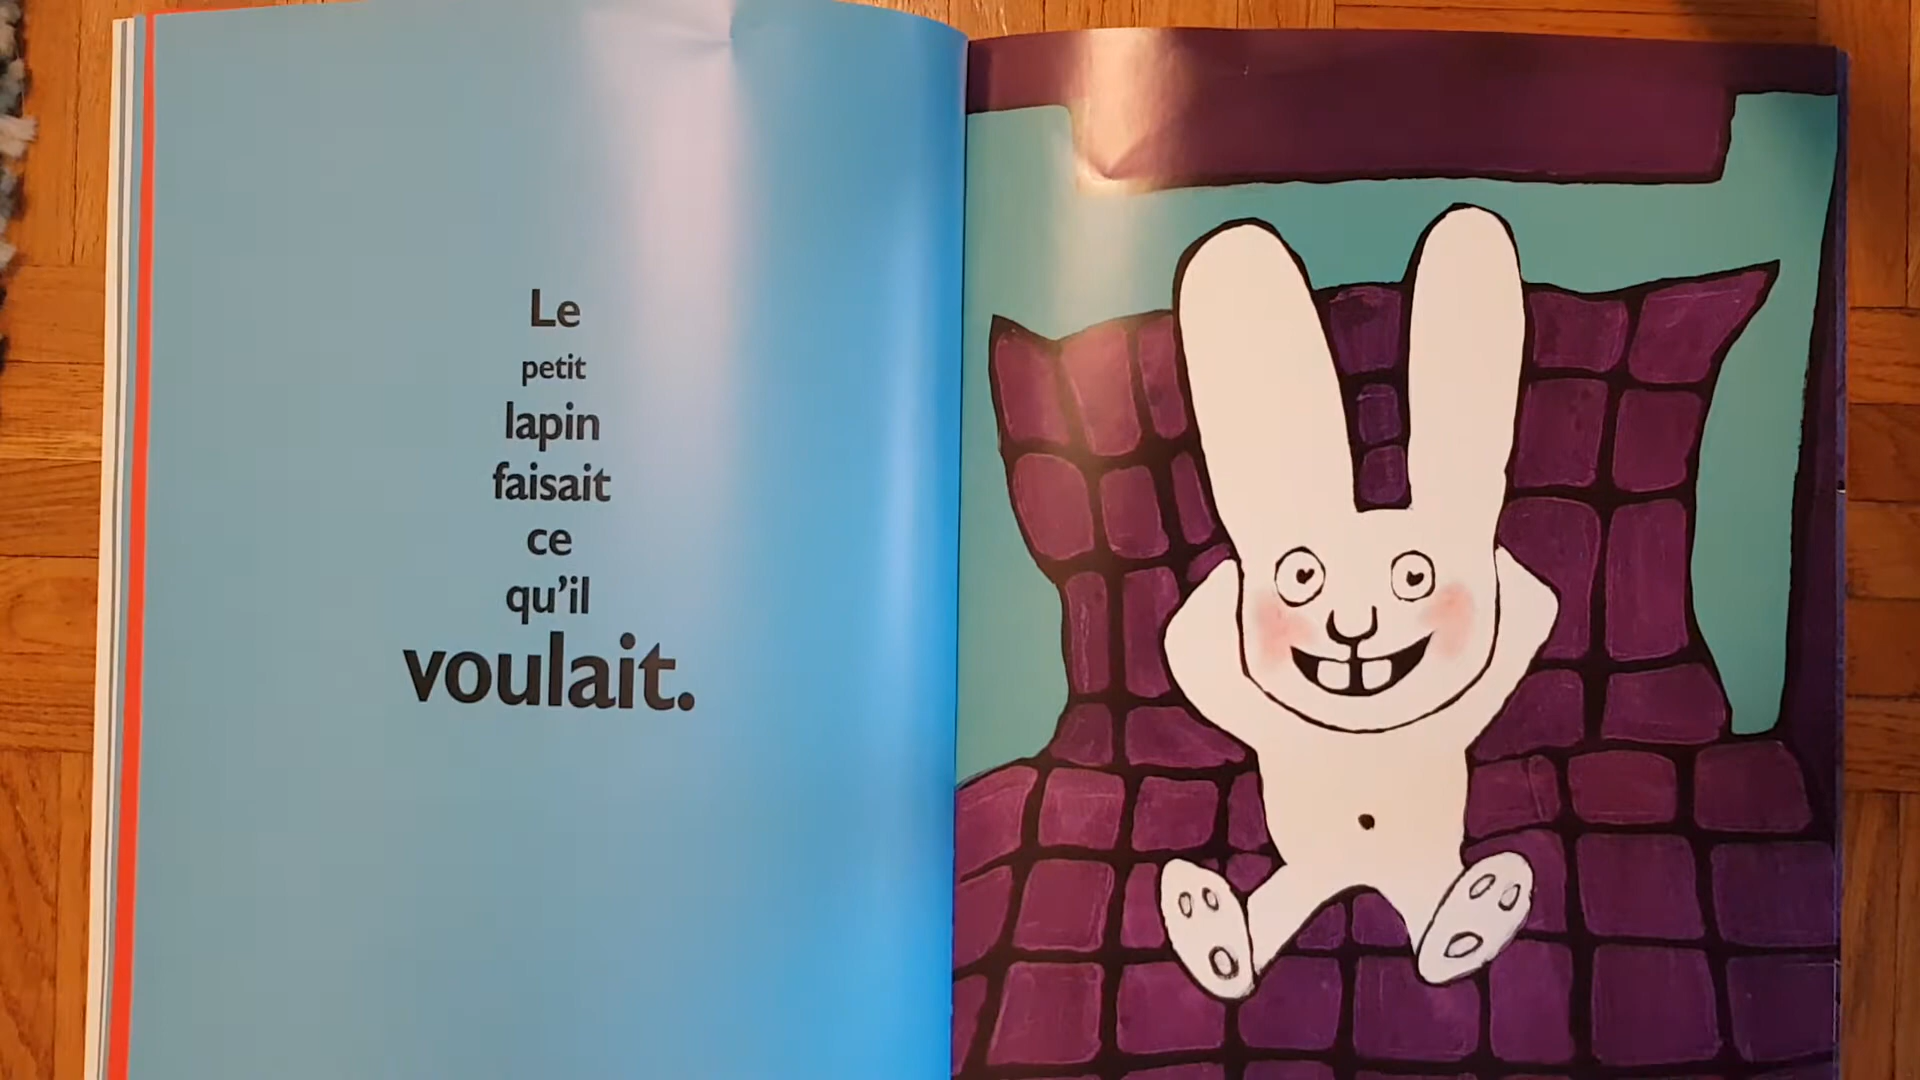 Le
petit
lapin
faisait
ce
qu’il
voulait.